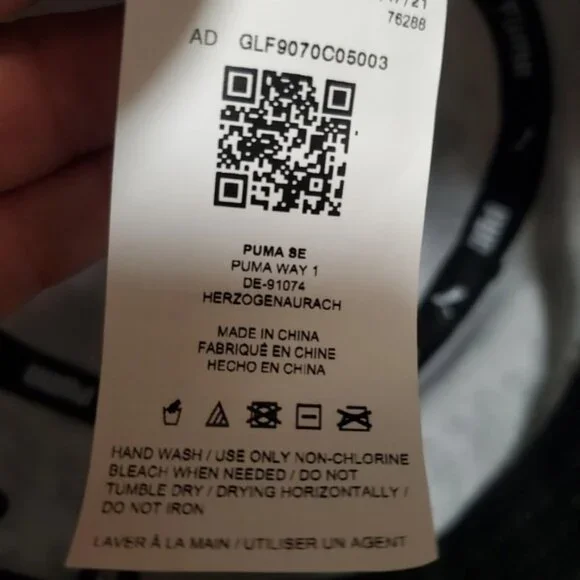 76288
AD GLF9070C05003
PUMA SE
PUMA WAY 1
DE-91074
HERZOGENAURACH
MADE IN CHINA
FABRIQUÉ EN CHINE
HECHO EN CHINA
HAND WASH / USE ONLY NON-CHLORINE
BLEACH WHEN NEEDED / DO NOT
TUMBLE DRY / DRYING HORIZONTALLY /
DO NOT IRON
LAVER À LA MAIN / UTILISER UN AGENT